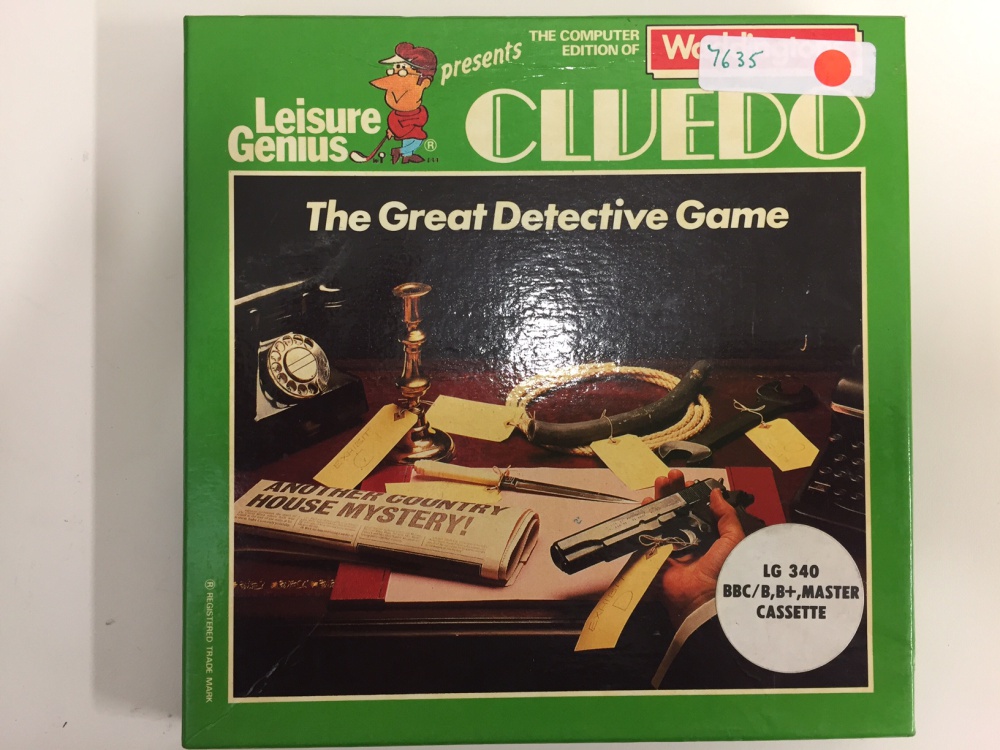 THE COMPUTER
EDITION OF
presents
7635
Leisure
Genius
®
CLUEDO
The Great Detective Game
ANOTHER COUNTRY
HOUSE MYSTERY!
EXHIBIT
LG 340
BBC/B,B+,MASTER
CASSETTE
® REGISTERED TRADE MARK